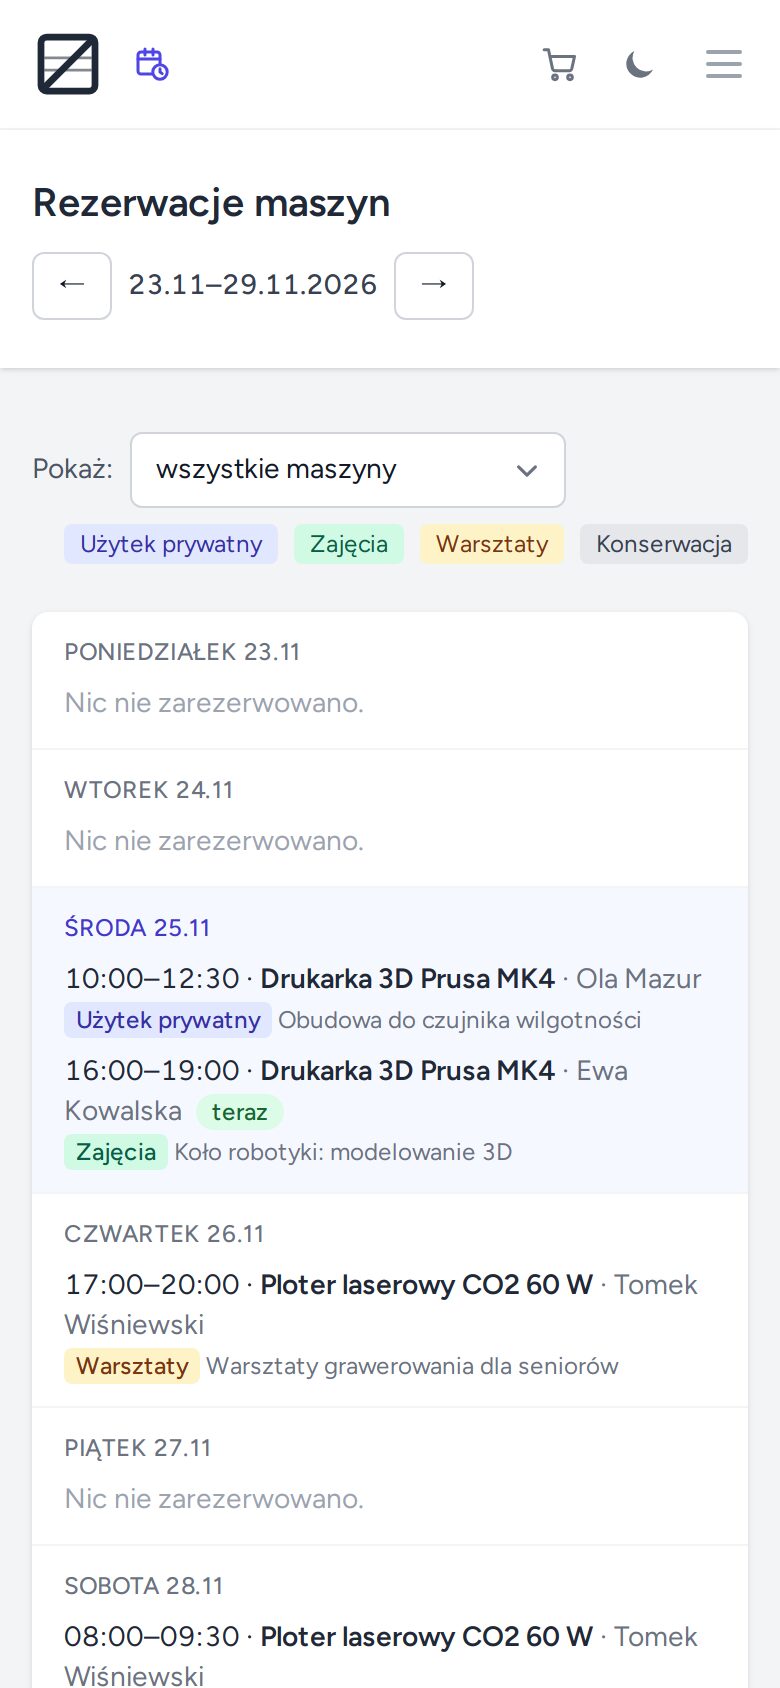 Rezerwacje maszyn
← 23.11–29.11.2026 →
Pokaż: wszystkie maszyny
Użytek prywatny Zajęcia Warsztaty Konserwacja
PONIEDZIAŁEK 23.11
Nic nie zarezerwowano.
WTOREK 24.11
Nic nie zarezerwowano.
ŚRODA 25.11
10:00–12:30 · Drukarka 3D Prusa MK4 · Ola Mazur
Użytek prywatny Obudowa do czujnika wilgotności
16:00–19:00 · Drukarka 3D Prusa MK4 · Ewa
Kowalska teraz
Zajęcia Koło robotyki: modelowanie 3D
CZWARTEK 26.11
17:00–20:00 · Ploter laserowy CO2 60 W · Tomek
Wiśniewski
Warsztaty Warsztaty grawerowania dla seniorów
PIĄTEK 27.11
Nic nie zarezerwowano.
SOBOTA 28.11
08:00–09:30 · Ploter laserowy CO2 60 W · Tomek
Wiśniewski